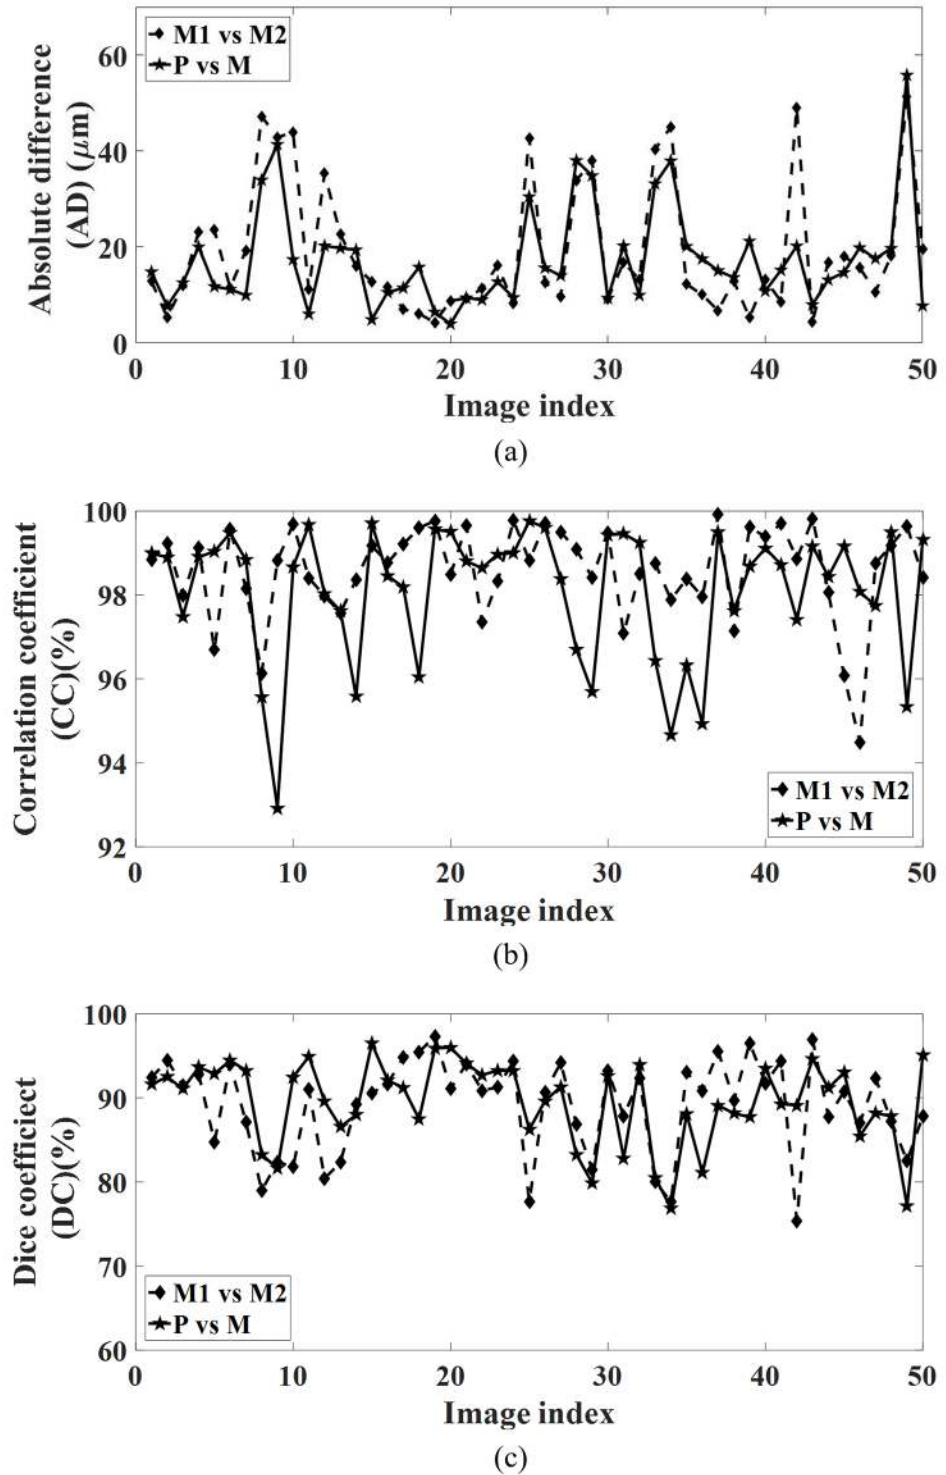 M1 vs M2
P vs M
Absolute difference
(AD) (μm)
60
40
20
0
0 10 20 30 40 50
Image index
(a)
Correlation coefficient
(CC)(%)
100
98
96
94
92
M1 vs M2
P vs M
0 10 20 30 40 50
Image index
(b)
Dice coefficiect
(DC)(%)
100
90
80
70
60
M1 vs M2
P vs M
0 10 20 30 40 50
Image index
(c)